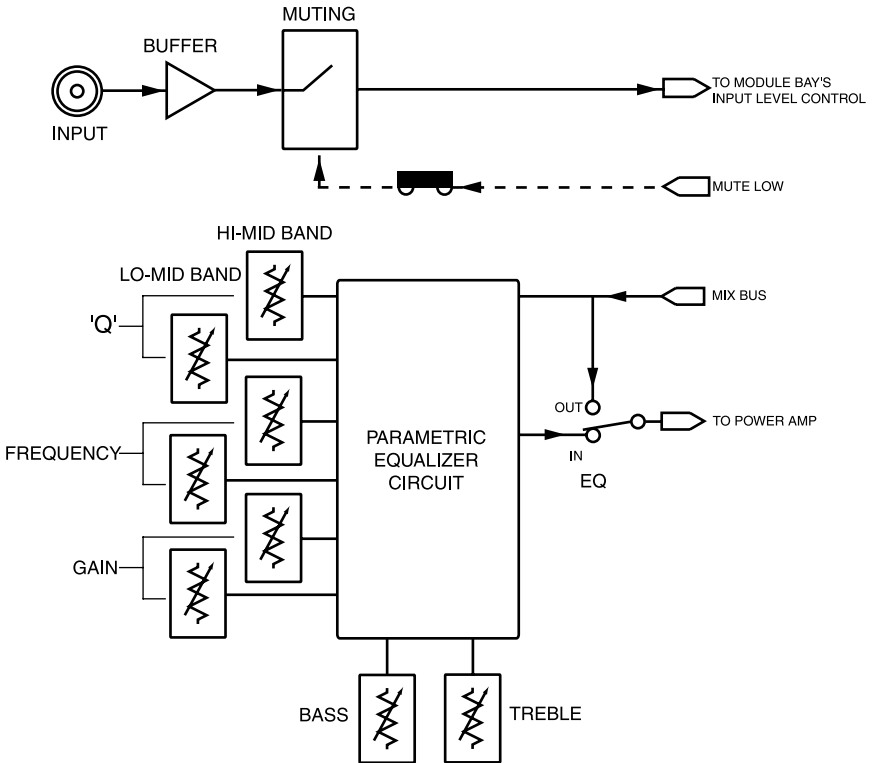 MUTING
BUFFER
INPUT
TO MODULE BAY'S
INPUT LEVEL CONTROL
MUTE LOW
HI-MID BAND
LO-MID BAND
'Q'
MIX BUS
OUT
TO POWER AMP
FREQUENCY
PARAMETRIC
EQUALIZER
CIRCUIT
IN
EQ
GAIN
BASS
TREBLE